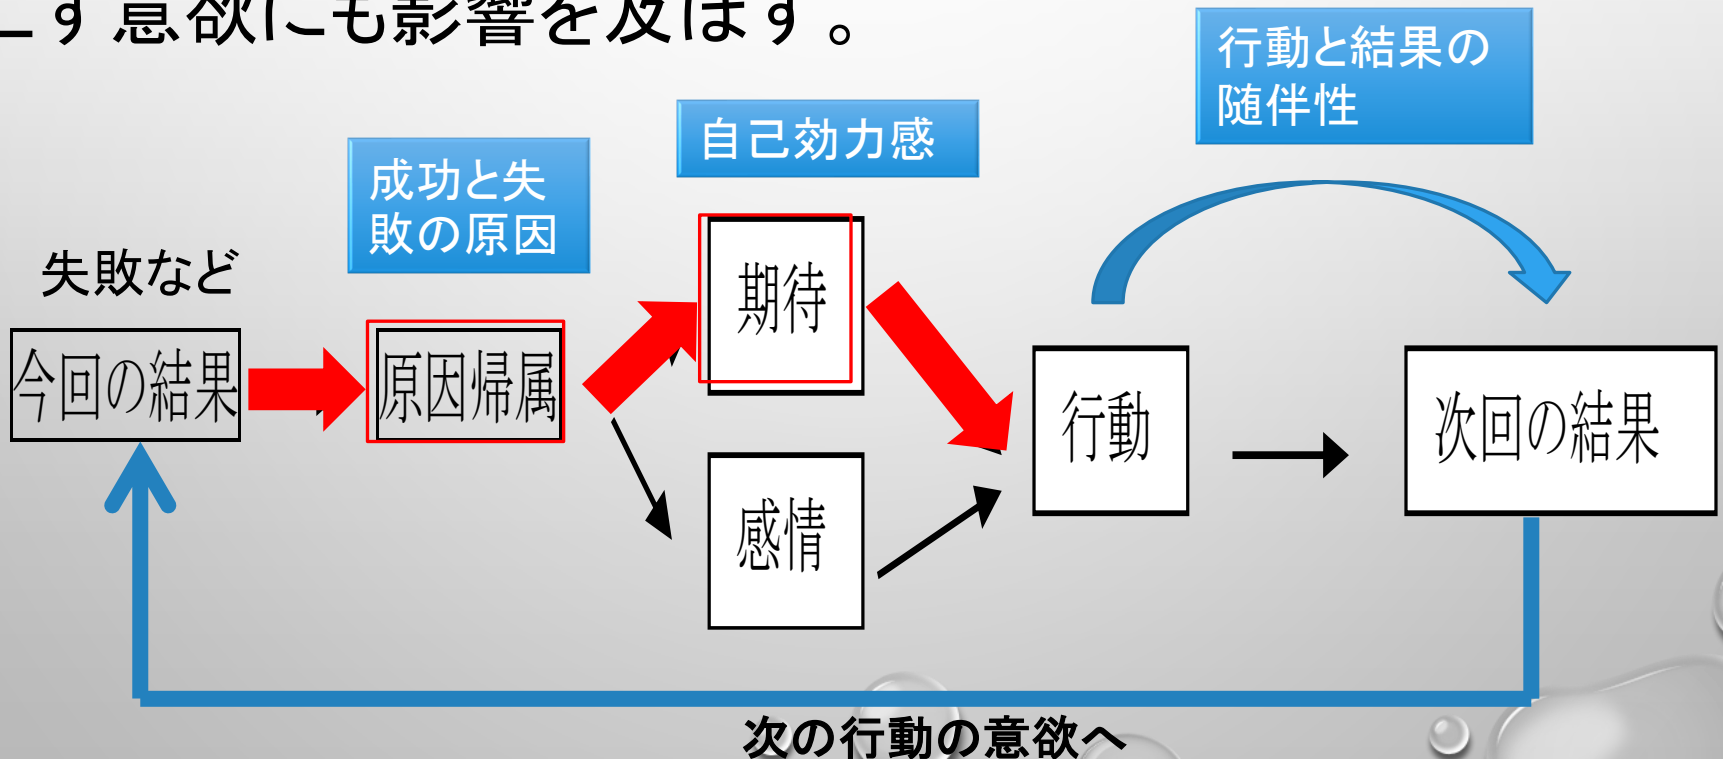 こす意欲にも影響を及ぼす。
行動と結果の
随伴性
自己効力感
成功と失
敗の原因
失敗など
今回の結果
原因帰属
期待
感情
行動
次回の結果
次の行動の意欲へ